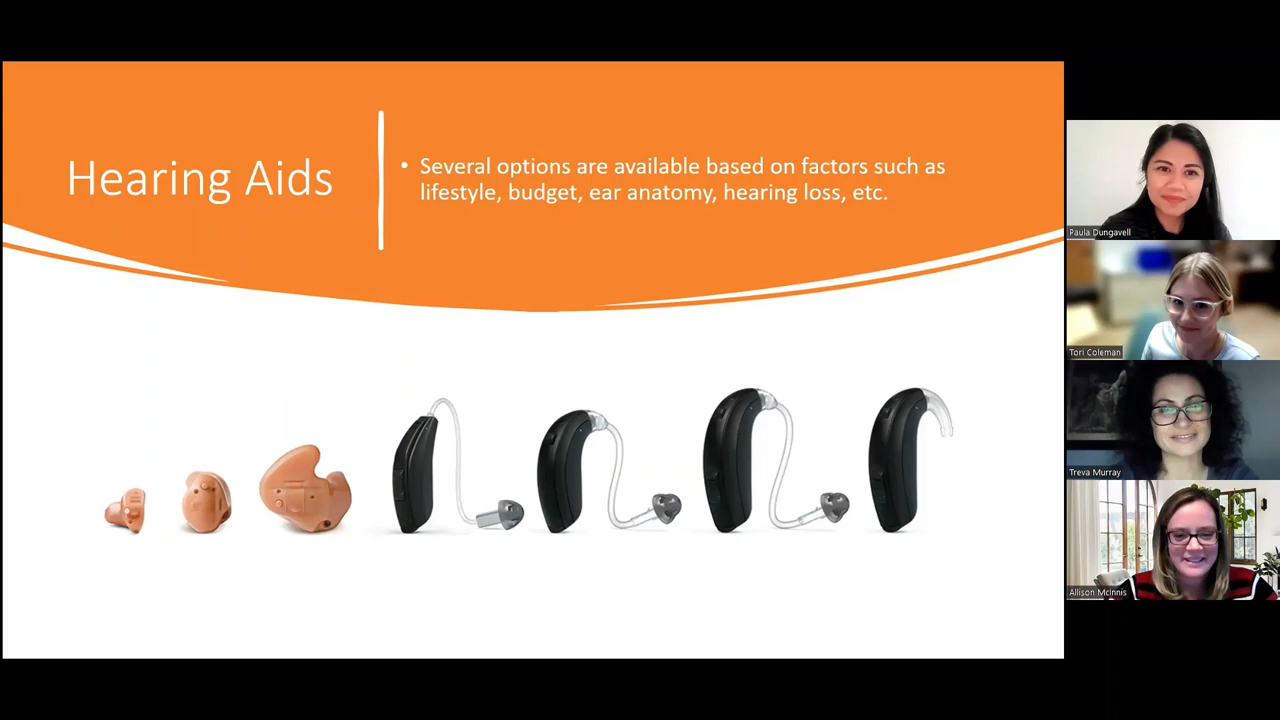 Hearing Aids
• Several options are available based on factors such as
lifestyle, budget, ear anatomy, hearing loss, etc.
Paula Dungavell
Tori Coleman
Treva Murray
Allison McInnis